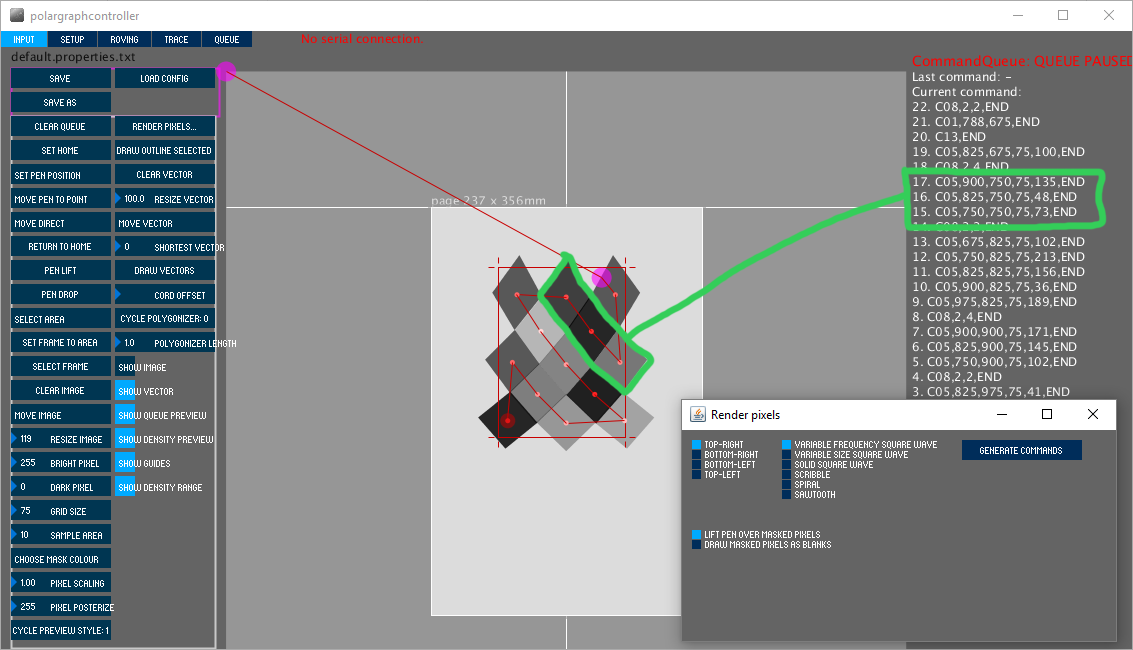 polargraphcontroller
INPUT SETUP ROVING TRACE QUEUE No serial connection.
default.properties.txt
SAVE LOAD CONFIG
SAVE AS
CLEAR QUEUE RENDER PIXELS...
SET HOME DRAW OUTLINE SELECTED
SET PEN POSITION CLEAR VECTOR
MOVE PEN TO POINT 100.0 RESIZE VECTOR
MOVE DIRECT MOVE VECTOR
RETURN TO HOME 0 SHORTEST VECTOR
PEN LIFT DRAW VECTORS
PEN DROP CORD OFFSET
SELECT AREA CYCLE POLYGONIZER: 0
SET FRAME TO AREA 1.0 POLYGONIZER LENGTH
SELECT FRAME SHOW IMAGE
CLEAR IMAGE SHOW VECTOR
MOVE IMAGE SHOW QUEUE PREVIEW
119 RESIZE IMAGE SHOW DENSITY PREVIEW
255 BRIGHT PIXEL SHOW GUIDES
0 DARK PIXEL SHOW DENSITY RANGE
75 GRID SIZE
10 SAMPLE AREA
CHOOSE MASK COLOUR
1.00 PIXEL SCALING
255 PIXEL POSTERIZE
CYCLE PREVIEW STYLE: 1
page 237 x 356mm
CommandQueue: QUEUE PAUSED
Last command: -
Current command:
22. C08,2,2,END
21. C01,788,675,END
20. C13,END
19. C05,825,675,75,100,END
18. C08,2,4,END
17. C05,900,750,75,135,END
16. C05,825,750,75,48,END
15. C05,750,750,75,73,END
13. C05,675,825,75,102,END
12. C05,750,825,75,213,END
11. C05,825,825,75,156,END
10. C05,900,825,75,36,END
9. C05,975,825,75,189,END
8. C08,2,4,END
7. C05,900,900,75,171,END
6. C05,825,900,75,145,END
5. C05,750,900,75,102,END
4. C08,2,2,END
3. C05,825,975,75,41,END
Render pixels
TOP-RIGHT
BOTTOM-RIGHT
BOTTOM-LEFT
TOP-LEFT
VARIABLE FREQUENCY SQUARE WAVE
VARIABLE SIZE SQUARE WAVE
SOLID SQUARE WAVE
SCRIBBLE
SPIRAL
SAWTOOTH
GENERATE COMMANDS
LIFT PEN OVER MASKED PIXELS
DRAW MASKED PIXELS AS BLANKS